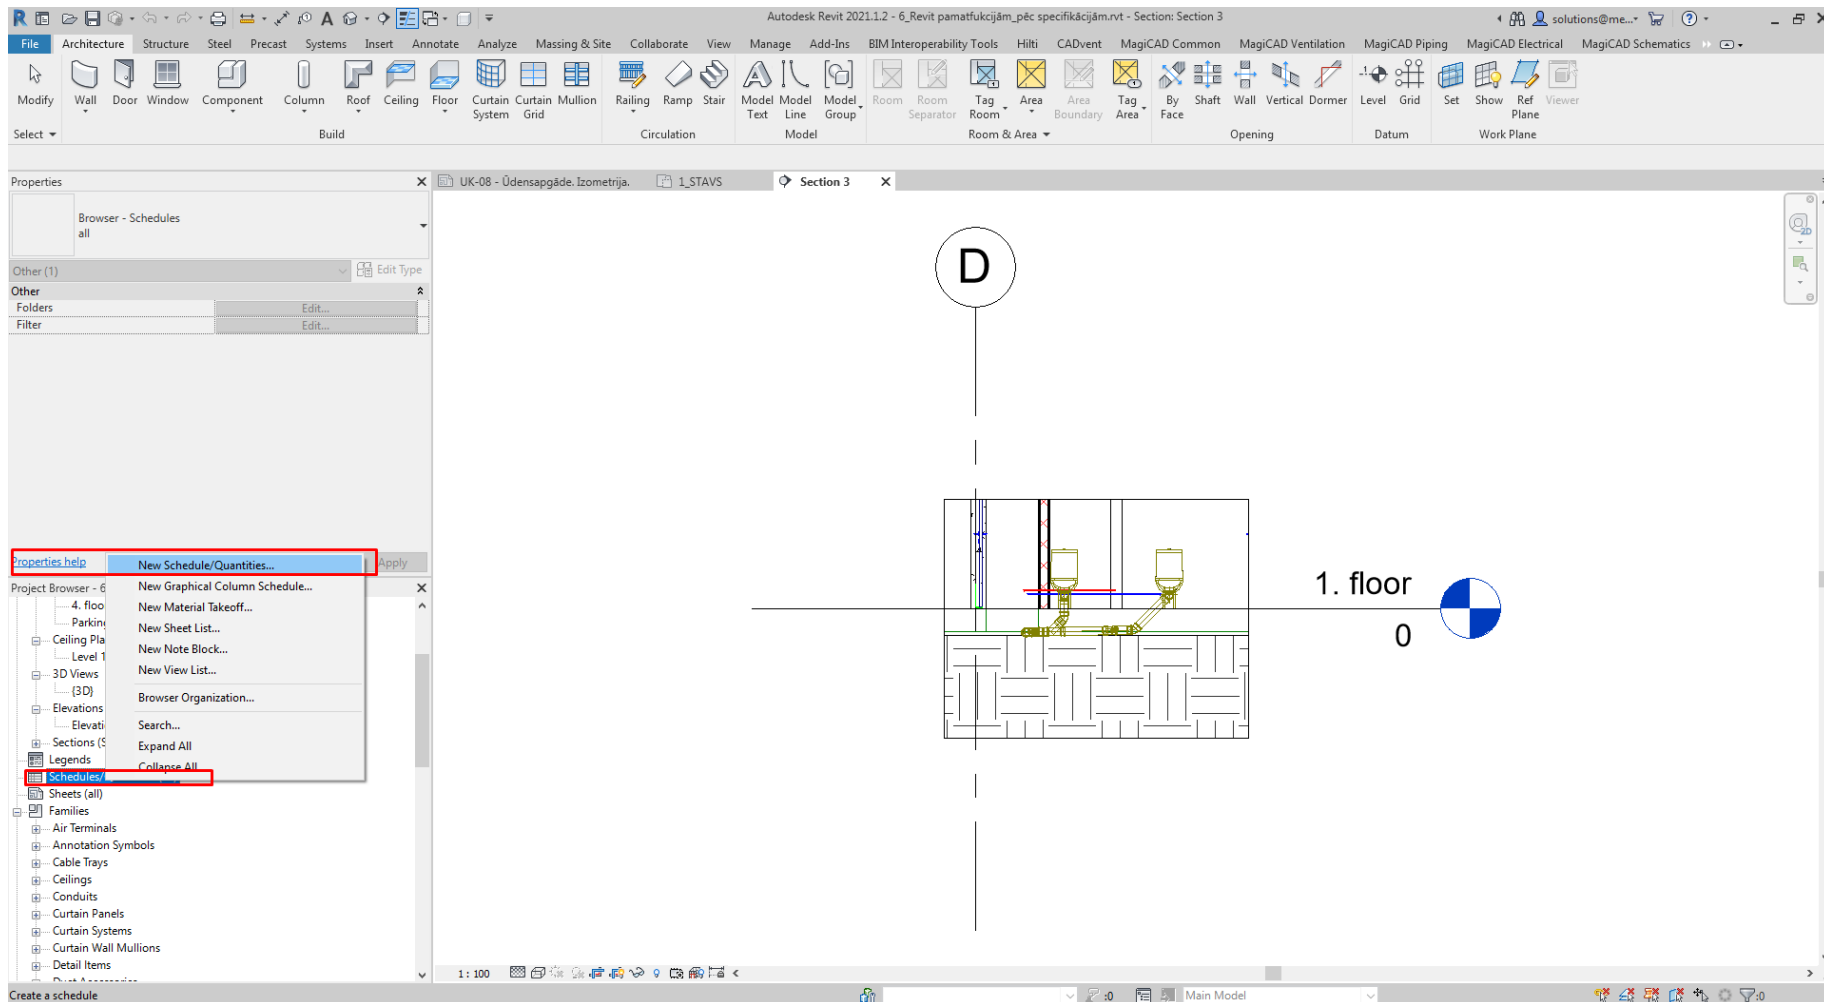 Autodesk Revit 2021.1.2 - 6_Revit pamatfukcijām_pēc specifikācijām.rvt - Section: Section 3
solutions@me...
File Architecture Structure Steel Precast Systems Insert Annotate Analyze Massing & Site Collaborate View Manage Add-Ins BIM Interoperability Tools Hilti CADvent MagiCAD Common MagiCAD Ventilation MagiCAD Piping MagiCAD Electrical MagiCAD Schematics
Modify Wall Door Window Component Column Roof Ceiling Floor Curtain System Curtain Grid Mullion Railing Ramp Stair Model Text Model Line Model Group Room Room Separator Tag Room Area Area Boundary Tag Area By Face Shaft Wall Vertical Dormer Level Grid Set Show Ref Plane Viewer
Select Build Circulation Model Room & Area Opening Datum Work Plane
Properties
UK-08 - Ūdensapgāde. Izometrija. 1_STAVS Section 3
Browser - Schedules
all
Other (1) Edit Type
Other
Folders Edit...
Filter Edit...
D
2D
1. floor
0
Properties help Apply
New Schedule/Quantities...
New Graphical Column Schedule...
New Material Takeoff...
New Sheet List...
New Note Block...
New View List...
Browser Organization...
Search...
Expand All
Collapse All
Project Browser - 6
4. floo
Parking
Ceiling Pla
Level 1
3D Views
{3D}
Elevations
Elevati
Sections (S
Legends
Schedules/
Sheets (all)
Families
Air Terminals
Annotation Symbols
Cable Trays
Ceilings
Conduits
Curtain Panels
Curtain Systems
Curtain Wall Mullions
Detail Items
1 : 100
Create a schedule
:0 Main Model :0